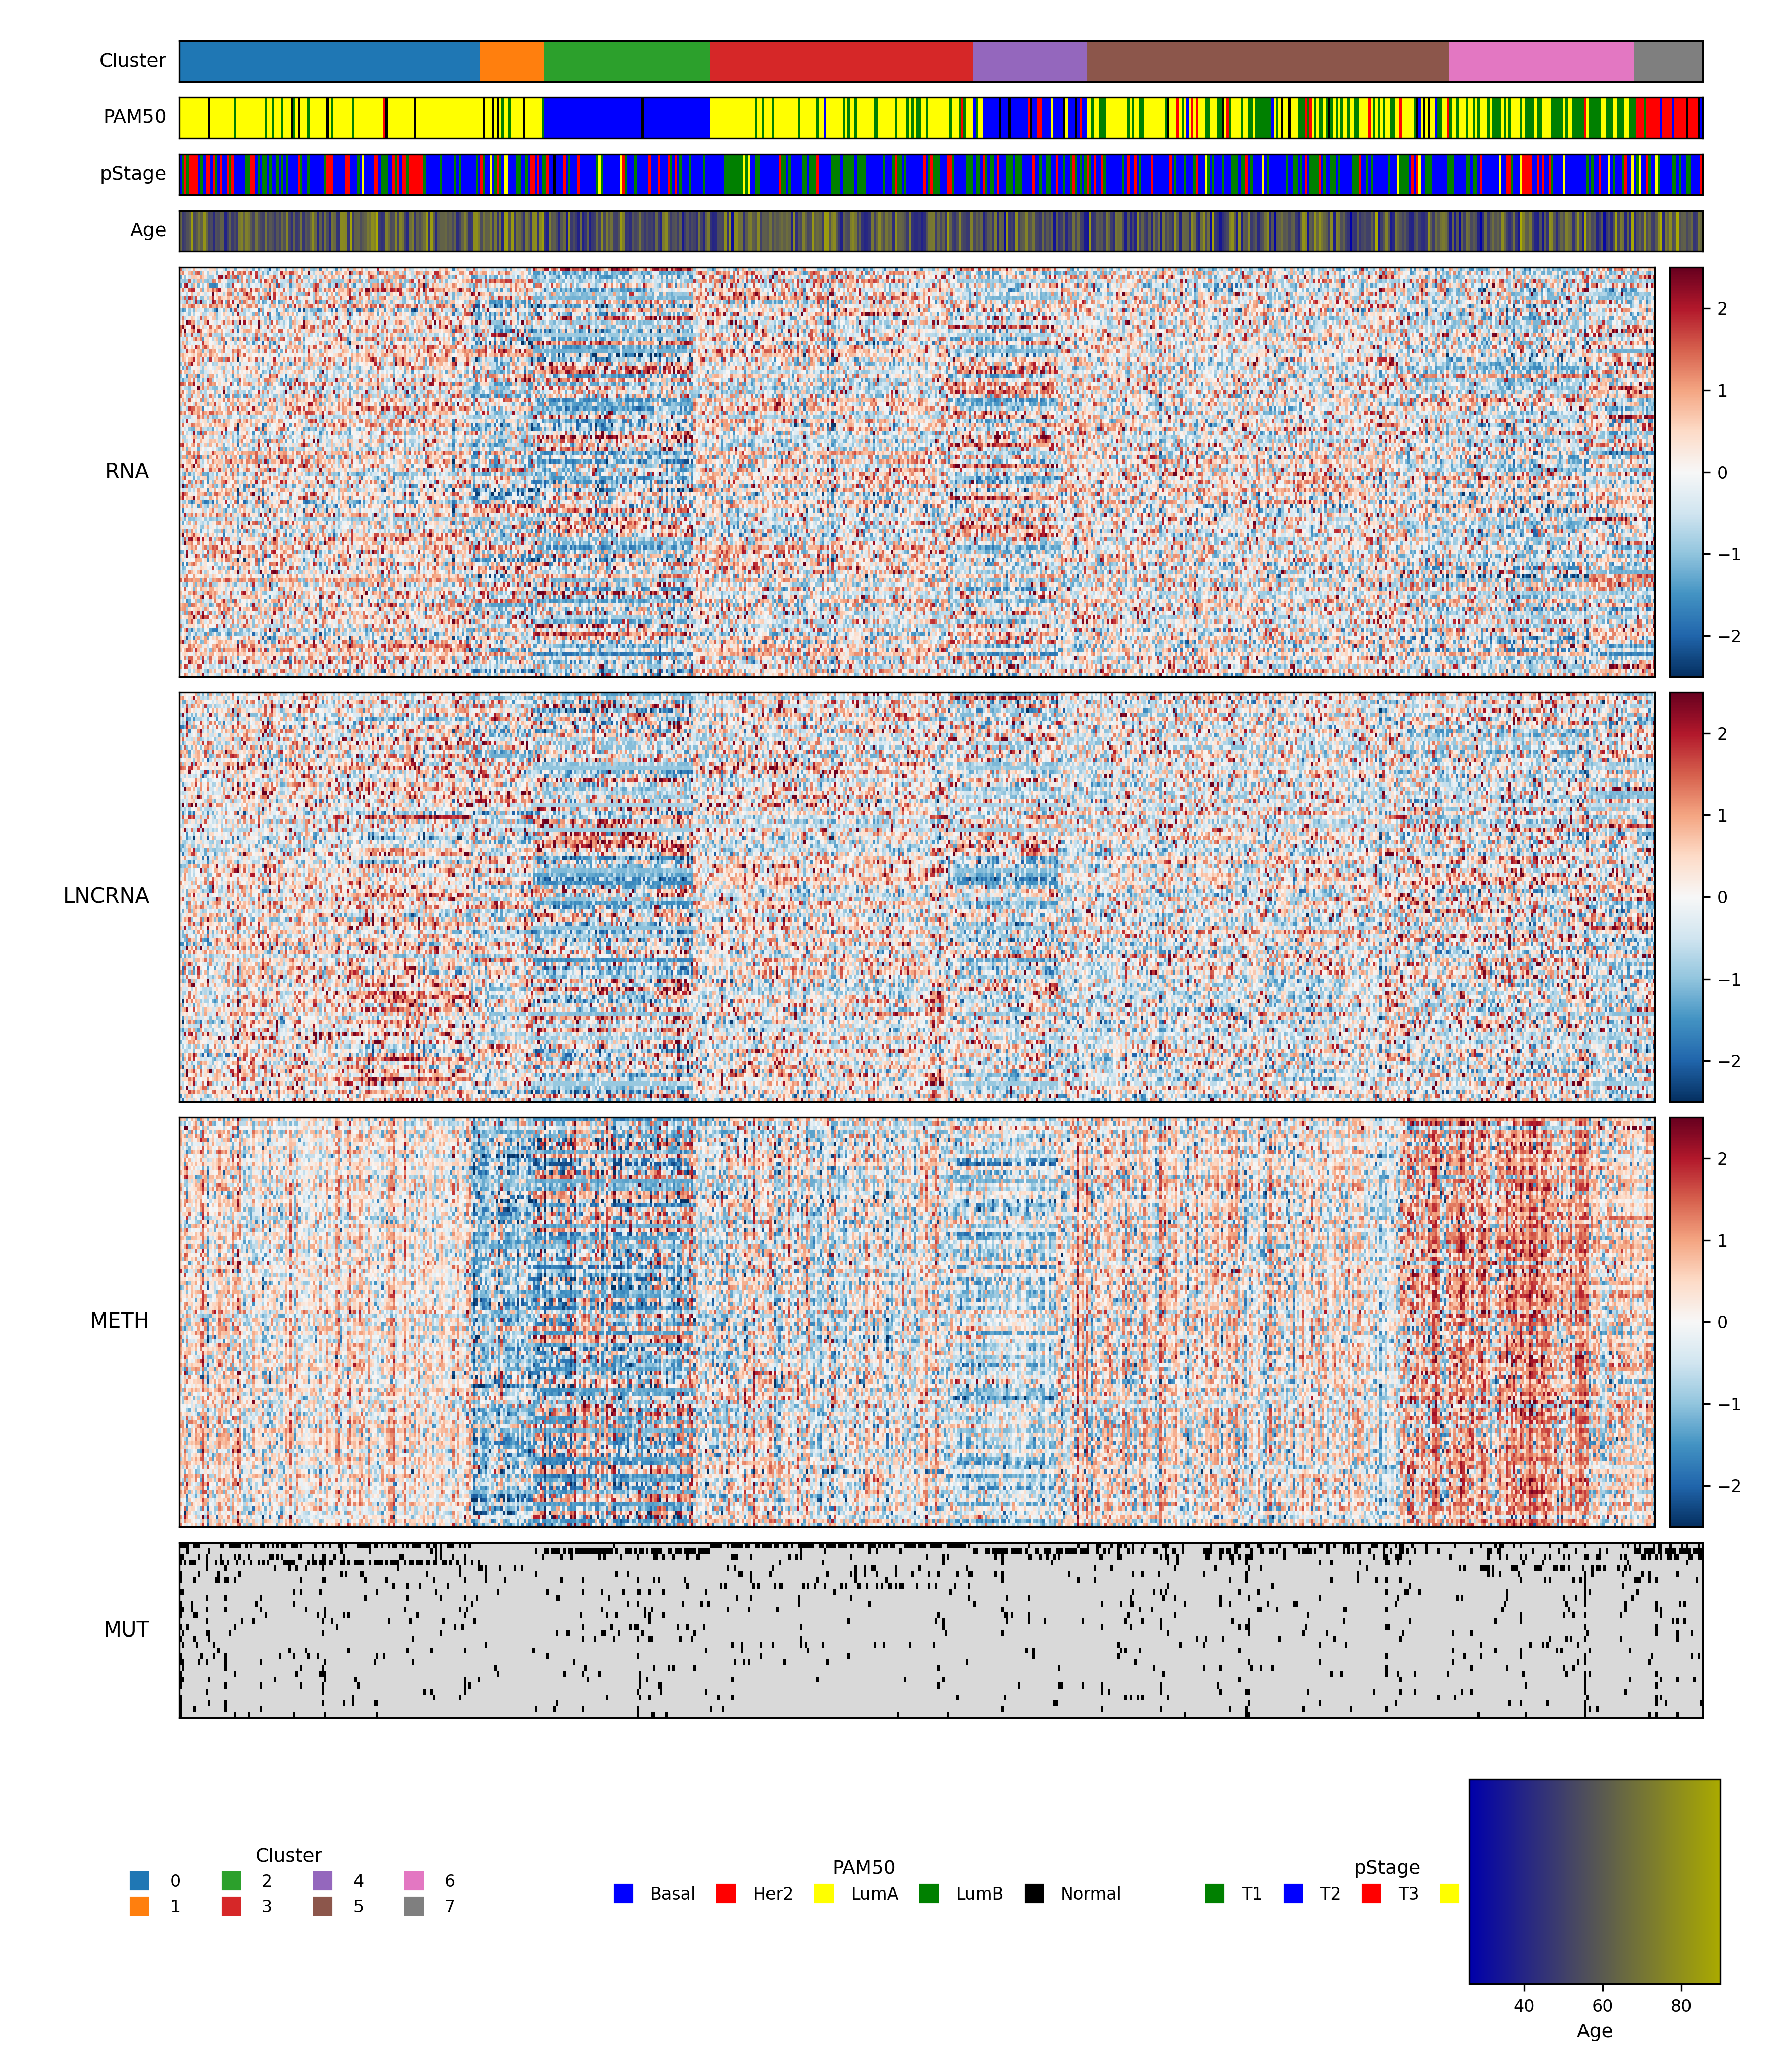 Cluster
PAM50
pStage
Age
RNA
2
1
0
−1
−2
LNCRNA
2
1
0
−1
−2
METH
2
1
0
−1
−2
MUT
Cluster
0 2 4 6
1 3 5 7
PAM50
Basal Her2 LumA LumB Normal
pStage
T1 T2 T3
40 60 80
Age